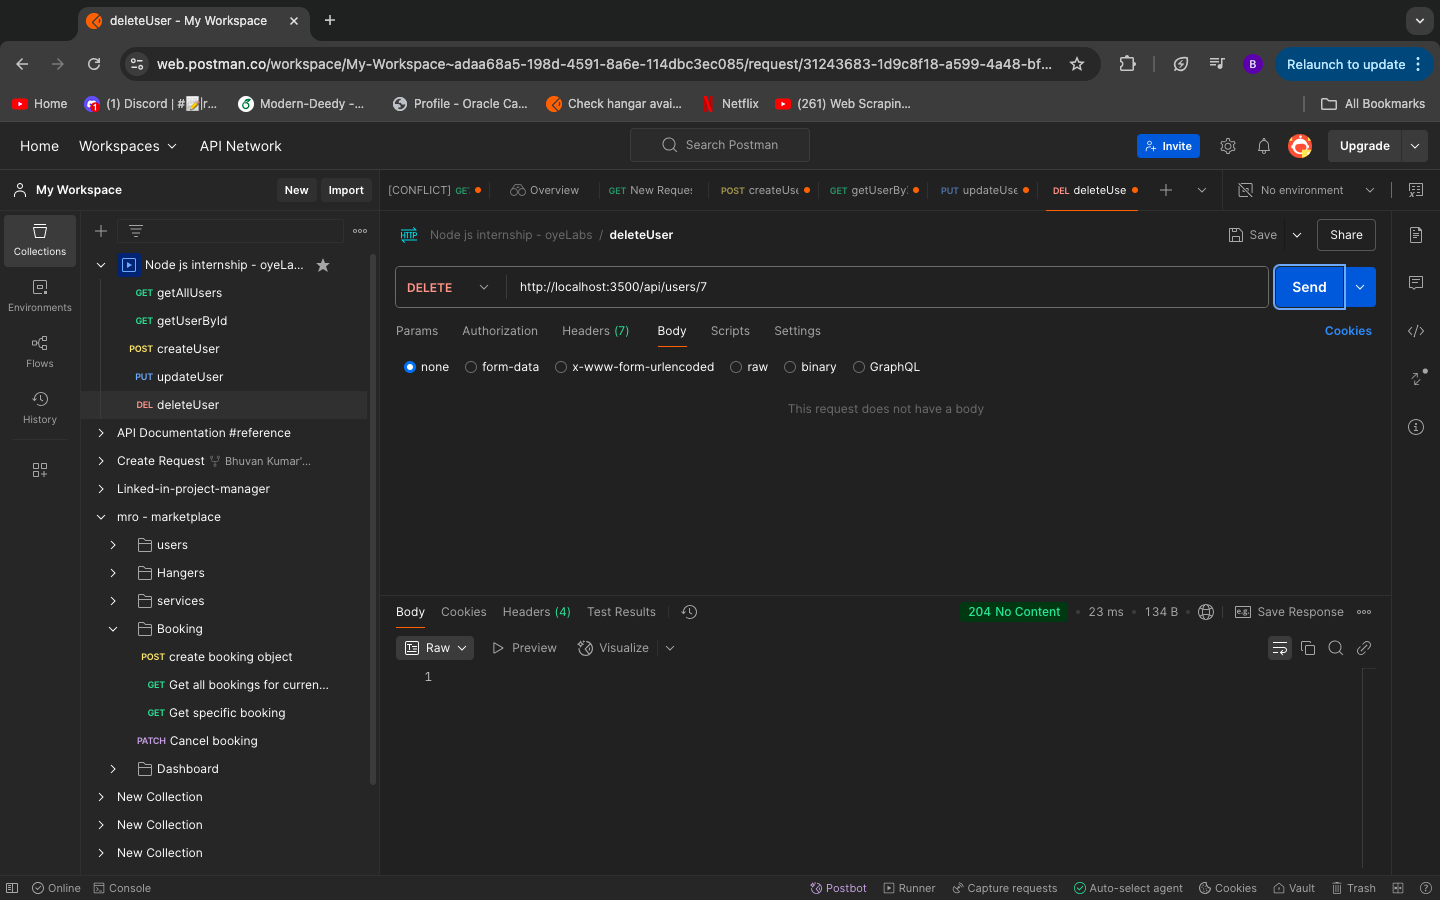 deleteUser - My Workspace
web.postman.co/workspace/My-Workspace~adaa68a5-198d-4591-8a6e-114dbc3ec085/request/31243683-1d9c8f18-a599-4a48-bf...
B
Relaunch to update
Home
(1) Discord | #📝|r...
Modern-Deedy -...
Profile - Oracle Ca...
Check hangar avai...
Netflix
(261) Web Scrapin...
All Bookmarks
Home
Workspaces
API Network
Search Postman
Invite
Upgrade
My Workspace
New
Import
[CONFLICT] GE
Overview
GET New Reques
POST createUse
GET getUserBy
PUT updateUse
DEL deleteUse
No environment
Collections
Environments
Flows
History
Node js internship - oyeLa...
GET getAllUsers
GET getUserById
POST createUser
PUT updateUser
DEL deleteUser
API Documentation #reference
Create Request Bhuvan Kumar'...
Linked-in-project-manager
mro - marketplace
users
Hangers
services
Booking
POST create booking object
GET Get all bookings for curren...
GET Get specific booking
PATCH Cancel booking
Dashboard
New Collection
New Collection
New Collection
HTTP Node js internship - oyeLabs / deleteUser
Save
Share
DELETE
http://localhost:3500/api/users/7
Send
Params
Authorization
Headers (7)
Body
Scripts
Settings
Cookies
none
form-data
x-www-form-urlencoded
raw
binary
GraphQL
This request does not have a body
Body
Cookies
Headers (4)
Test Results
204 No Content
23 ms
134 B
e.g. Save Response
Raw
Preview
Visualize
1
Online
Console
Postbot
Runner
Capture requests
Auto-select agent
Cookies
Vault
Trash